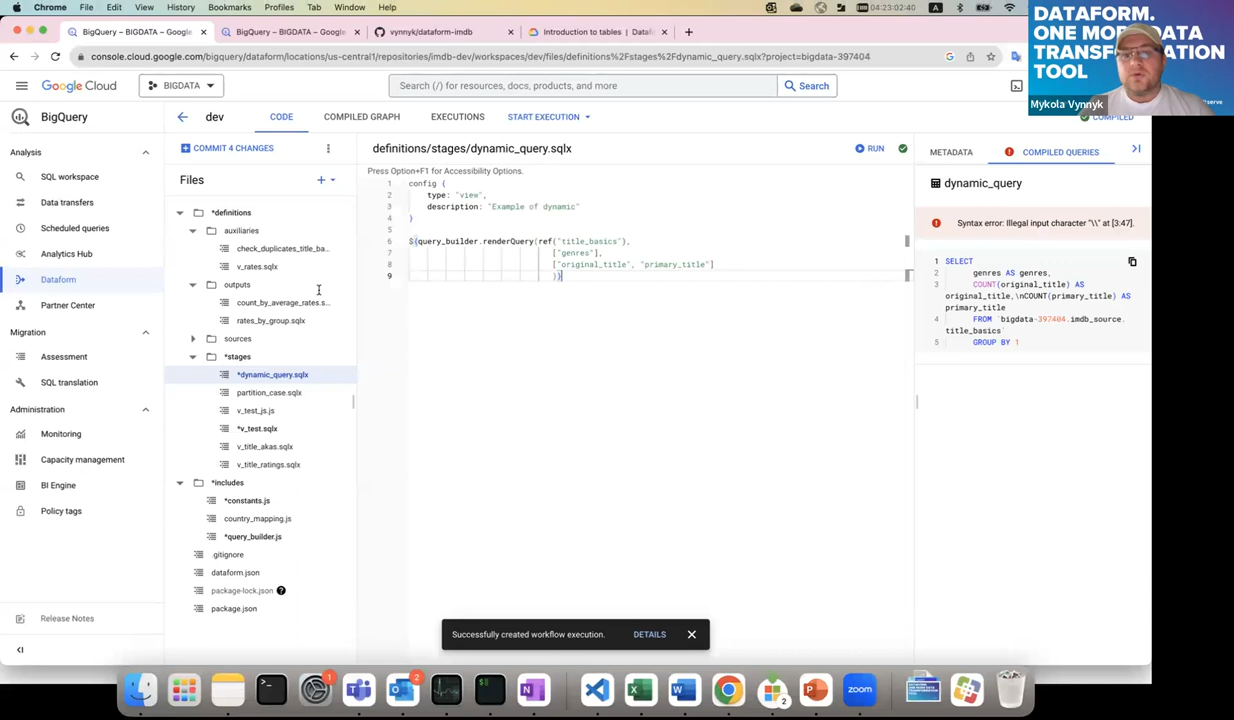 Chrome File Edit View History Bookmarks Profiles Tab Window Help
04:23:02:40
A
BigQuery – BIGDATA – Google
BigQuery – BIGDATA – Google
vynnyk/dataform-imdb
Introduction to tables | Dataf
console.cloud.google.com/bigquery/dataform/locations/us-central1/repositories/imdb-dev/workspaces/dev/files/definitions%2Fstages%2Fdynamic_query.sqlx?project=bigdata-397404
DATAFORM.
ONE MORE DATA
TRANSFORMATION
TOOL
Mykola Vynnyk
Google Cloud
BIGDATA
Search (/) for resources, docs, products, and more
Search
BigQuery
dev
CODE
COMPILED GRAPH
EXECUTIONS
START EXECUTION
COMPILED
Analysis
SQL workspace
Data transfers
Scheduled queries
Analytics Hub
Dataform
Partner Center
Migration
Assessment
SQL translation
Administration
Monitoring
Capacity management
BI Engine
Policy tags
Release Notes
COMMIT 4 CHANGES
Files
*definitions
auxiliaries
check_duplicates_title_ba...
v_rates.sqlx
outputs
count_by_average_rates.s...
rates_by_group.sqlx
sources
*stages
*dynamic_query.sqlx
partition_case.sqlx
v_test_js.js
*v_test.sqlx
v_title_akas.sqlx
v_title_ratings.sqlx
*includes
*constants.js
country_mapping.js
*query_builder.js
.gitignore
dataform.json
package-lock.json
package.json
definitions/stages/dynamic_query.sqlx
RUN
Press Option+F1 for Accessibility Options.
1 config {
2 type: "view",
3 description: "Example of dynamic"
4 }
5
6 ${query_builder.renderQuery(ref("title_basics"),
7 ["genres"],
8 ["original_title", "primary_title"]
9 )}
METADATA
COMPILED QUERIES
dynamic_query
Syntax error: Illegal input character "\\" at [3:47].
1 SELECT
2 genres AS genres,
3 COUNT(original_title) AS
original_title,\nCOUNT(primary_title) AS
primary_title
4 FROM `bigdata-397404.imdb_source.
title_basics`
5 GROUP BY 1
Successfully created workflow execution.
DETAILS
1
2
2
zoom